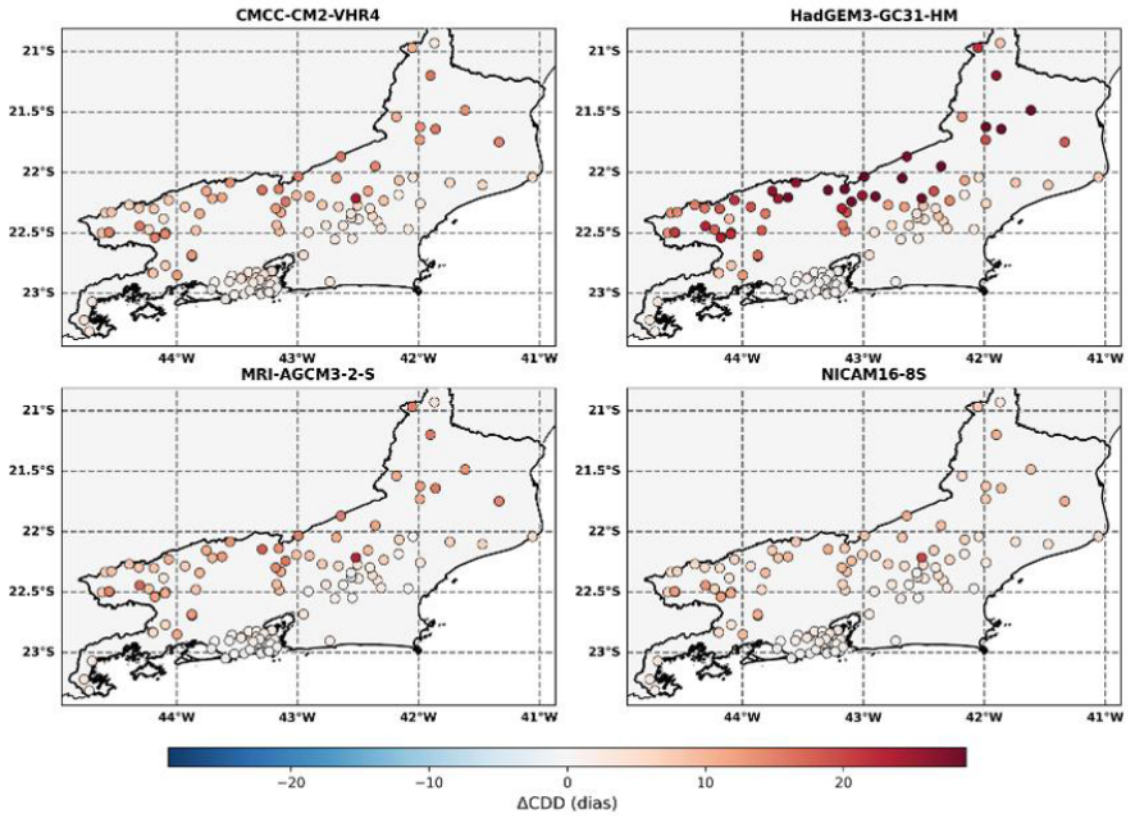 CMCC-CM2-VHR4
HadGEM3-GC31-HM
21°S
21.5°S
22°S
22.5°S
23°S
44°W
43°W
42°W
41°W
21°S
21.5°S
22°S
22.5°S
23°S
44°W
43°W
42°W
41°W
MRI-AGCM3-2-S
NICAM16-8S
21°S
21.5°S
22°S
22.5°S
23°S
44°W
43°W
42°W
41°W
21°S
21.5°S
22°S
22.5°S
23°S
44°W
43°W
42°W
41°W
−20
−10
0
10
20
ΔCDD (dias)